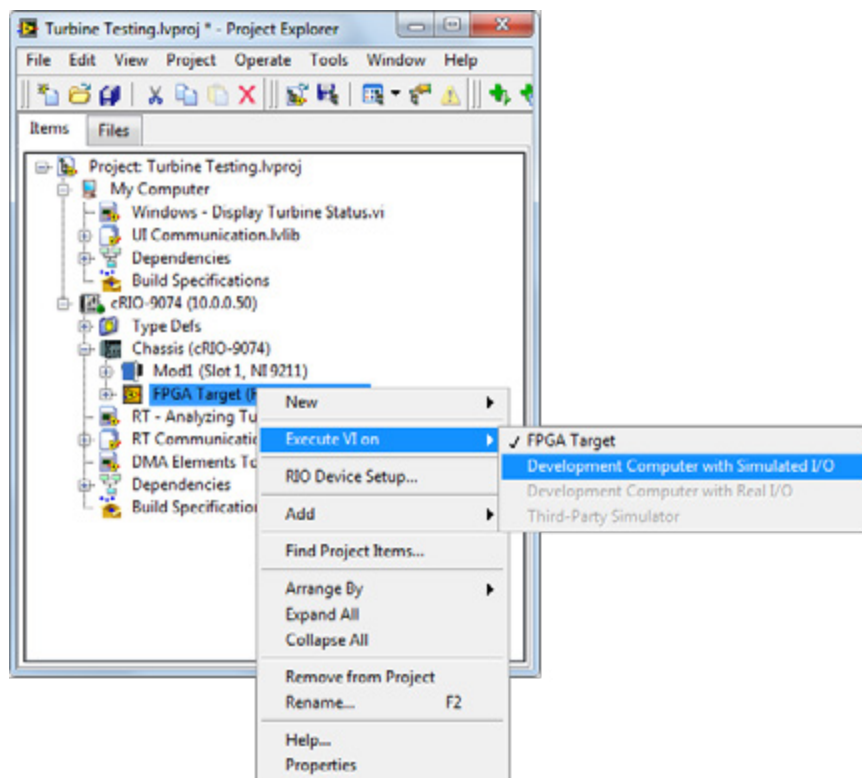 Turbine Testing.lvproj * - Project Explorer
File Edit View Project Operate Tools Window Help
Items Files
Project: Turbine Testing.lvproj
My Computer
Windows - Display Turbine Status.vi
UI Communication.lvlib
Dependencies
Build Specifications
cRIO-9074 (10.0.0.50)
Type Defs
Chassis (cRIO-9074)
Mod1 (Slot 1, NI 9211)
FPGA Target (
RT - Analyzing Tu
RT Communicatio
DMA Elements To
Dependencies
Build Specification
New
Execute VI on
RIO Device Setup...
Add
Find Project Items...
Arrange By
Expand All
Collapse All
Remove from Project
Rename... F2
Help...
Properties
✓ FPGA Target
Development Computer with Simulated I/O
Development Computer with Real I/O
Third-Party Simulator